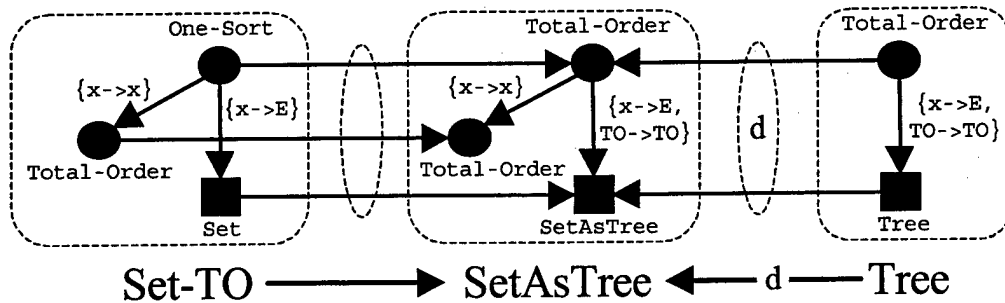 One-Sort
Total-Order
Total-Order
{x->x}
{x->x}
{x->E}
{x->E,
TO->TO}
d
{x->E,
TO->TO}
Total-Order
Total-Order
Set
SetAsTree
Tree
Set-TO
SetAsTree
d
Tree